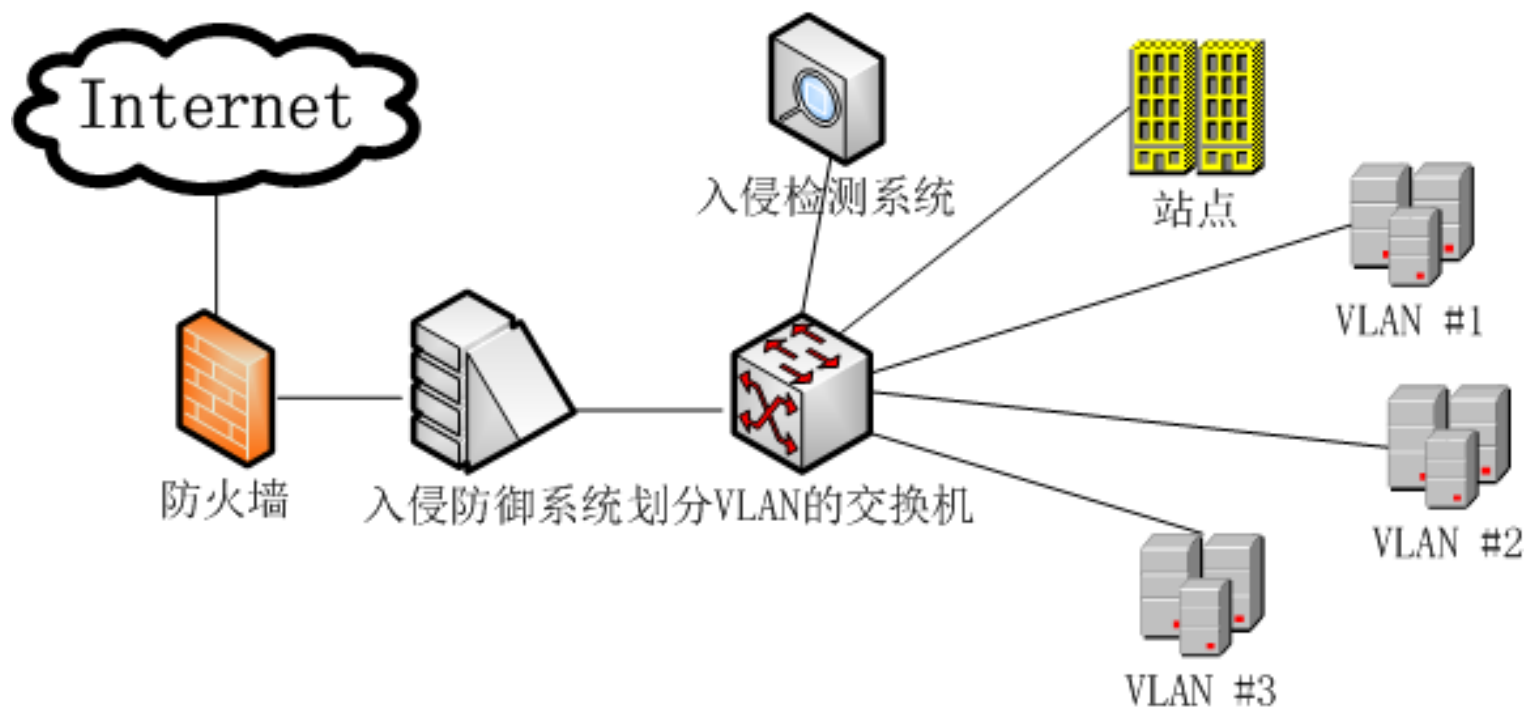 Internet
入侵检测系统
站点
VLAN #1
防火墙
入侵防御系统
划分VLAN的交换机
VLAN #2
VLAN #3